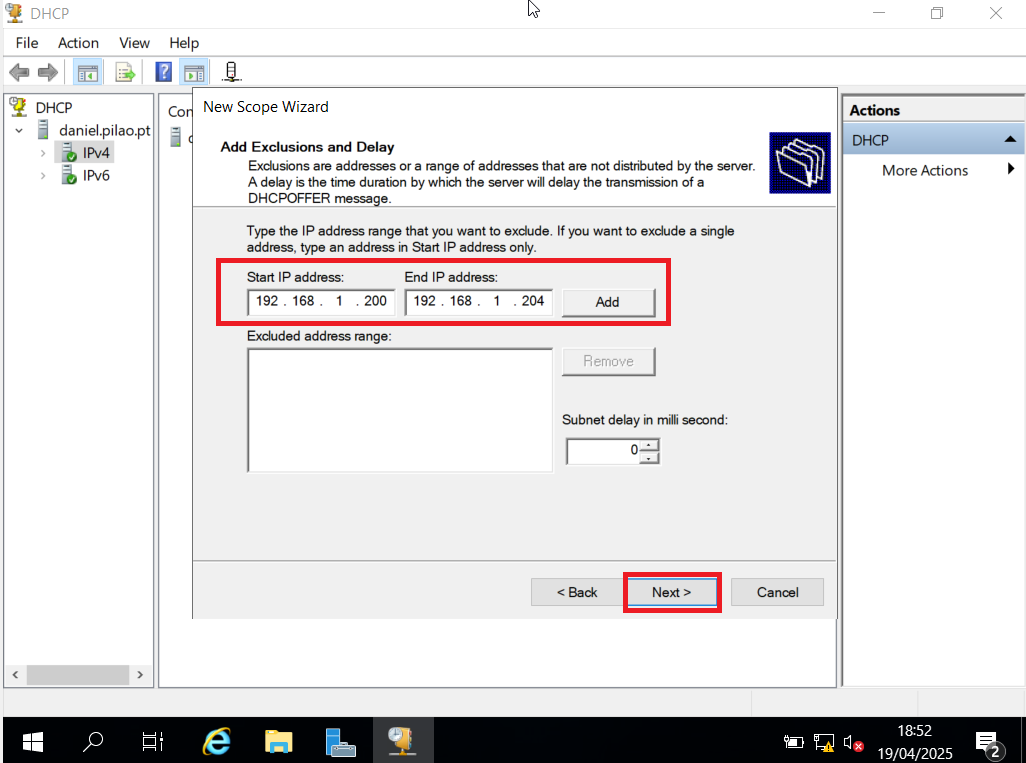 DHCP
File Action View Help
DHCP
daniel.pilao.pt
IPv4
IPv6
Con
New Scope Wizard
Add Exclusions and Delay
Exclusions are addresses or a range of addresses that are not distributed by the server.
A delay is the time duration by which the server will delay the transmission of a
DHCPOFFER message.
Type the IP address range that you want to exclude. If you want to exclude a single
address, type an address in Start IP address only.
Start IP address: End IP address:
192 . 168 . 1 . 200 192 . 168 . 1 . 204 Add
Excluded address range:
Remove
Subnet delay in milli second:
0
< Back Next > Cancel
Actions
DHCP
More Actions
18:52
19/04/2025
2